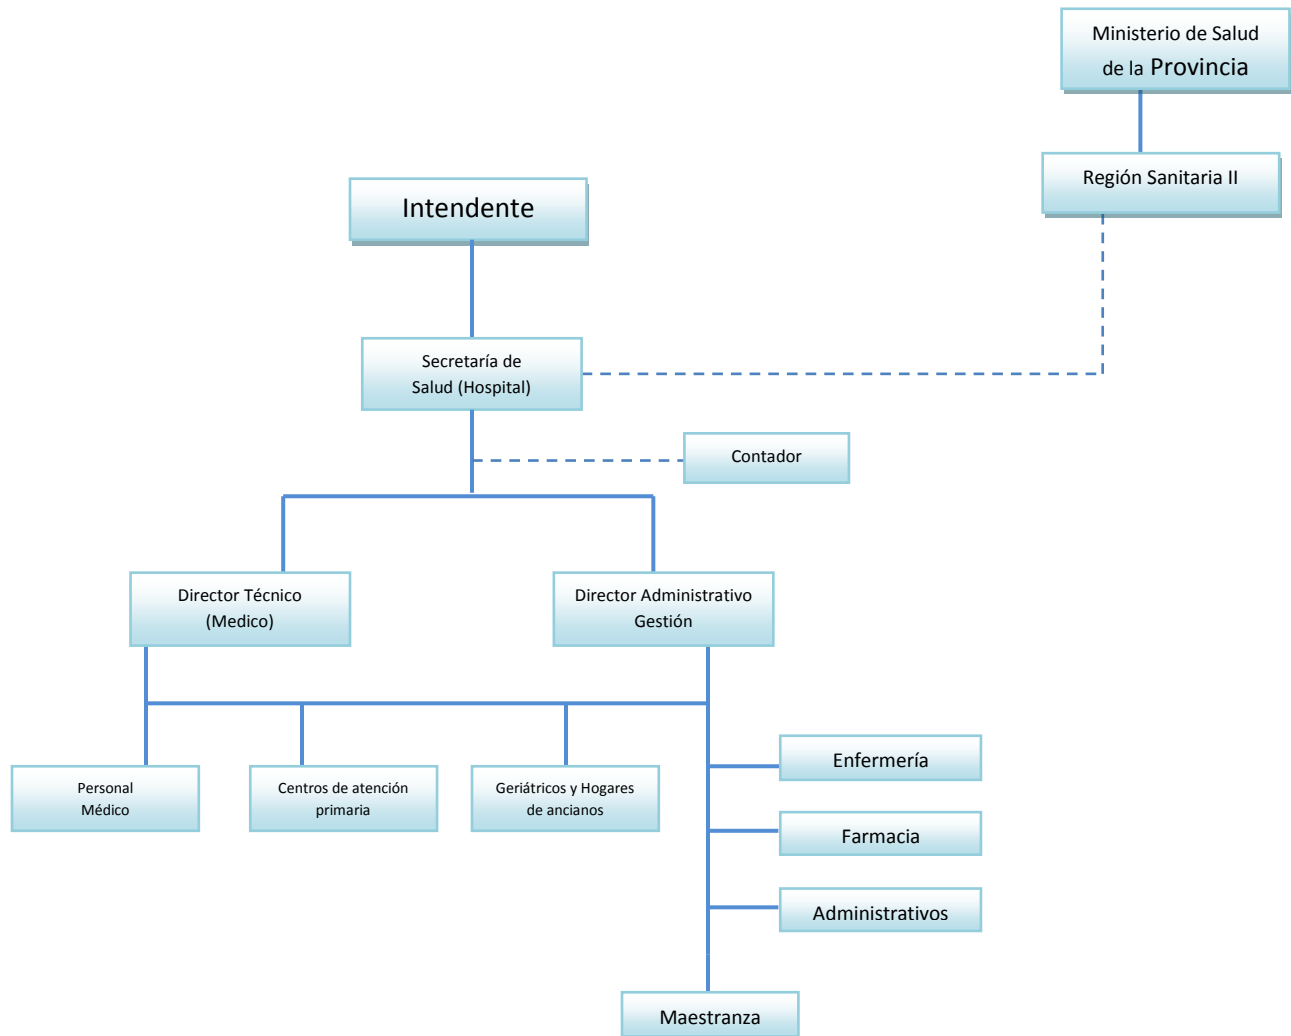 Ministerio de Salud
de la Provincia
Región Sanitaria II
Intendente
Secretaría de
Salud (Hospital)
Contador
Director Técnico
(Medico)
Director Administrativo
Gestión
Personal
Médico
Centros de atención
primaria
Geriátricos y Hogares
de ancianos
Enfermería
Farmacia
Administrativos
Maestranza